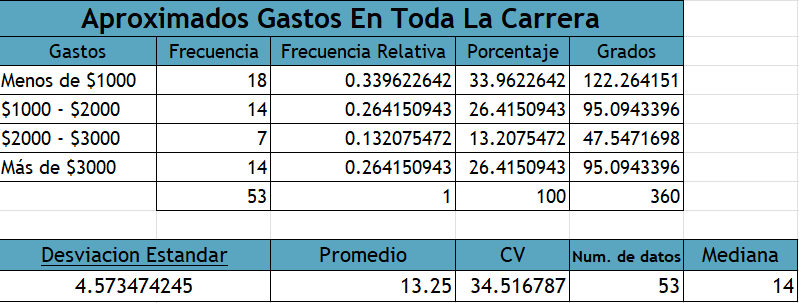 Aproximados Gastos En Toda La Carrera
Gastos Frecuencia Frecuencia Relativa Porcentaje Grados
Menos de $1000 18 0.339622642 33.9622642 122.264151
$1000 - $2000 14 0.264150943 26.4150943 95.0943396
$2000 - $3000 7 0.132075472 13.2075472 47.5471698
Más de $3000 14 0.264150943 26.4150943 95.0943396
53 1 100 360
Desviacion Estandar Promedio CV Num. de datos Mediana
4.573474245 13.25 34.516787 53 14